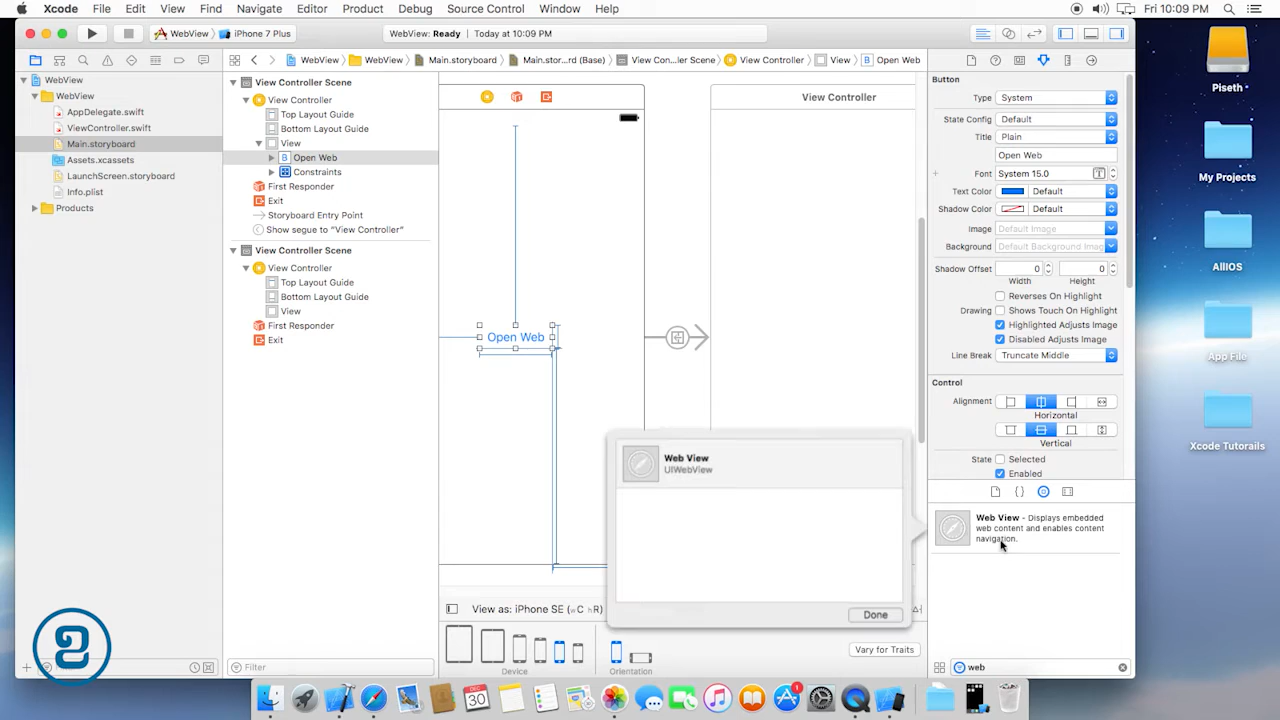 Xcode File Edit View Find Navigate Editor Product Debug Source Control Window Help Fri 10:09 PM
WebView iPhone 7 Plus WebView: Ready Today at 10:09 PM
WebView WebView Main.storyboard Main.stor...rd (Base) View Con...ler Scene View Controller View B Open Web
WebView
WebView
AppDelegate.swift
ViewController.swift
Main.storyboard
Assets.xcassets
LaunchScreen.storyboard
Info.plist
Products
View Controller Scene
View Controller
Top Layout Guide
Bottom Layout Guide
View
B Open Web
Constraints
First Responder
Exit
Storyboard Entry Point
Show segue to "View Controller"
View Controller Scene
View Controller
Top Layout Guide
Bottom Layout Guide
View
First Responder
Exit
Filter
View Controller
Open Web
Web View
UIWebView
Done
View as: iPhone SE (wC hR)
Device
Orientation
Vary for Traits
Button
Type System
State Config Default
Title Plain
Open Web
Font System 15.0 T
Text Color Default
Shadow Color Default
Image Default Image
Background Default Background Imag
Shadow Offset 0 0
Width Height
Reverses On Highlight
Drawing Shows Touch On Highlight
Highlighted Adjusts Image
Disabled Adjusts Image
Line Break Truncate Middle
Control
Alignment
Horizontal
Vertical
State Selected
Enabled
Web View - Displays embedded
web content and enables content
navigation.
web
Piseth
My Projects
AllIOS
App File
Xcode Tutorails
DEC
30
1